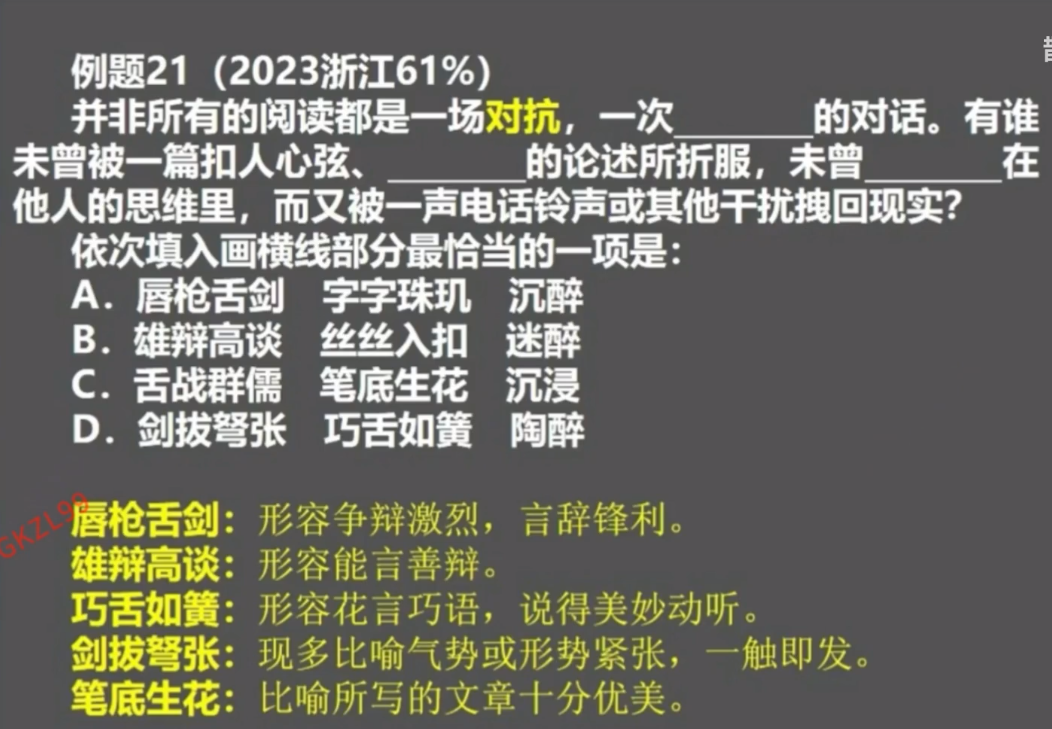 例题21（2023浙江61%）
并非所有的阅读都是一场对抗，一次________的对话。有谁
未曾被一篇扣人心弦、________的论述所折服，未曾________在
他人的思维里，而又被一声电话铃声或其他干扰拽回现实？
依次填入画横线部分最恰当的一项是：
A．唇枪舌剑 字字珠玑 沉醉
B．雄辩高谈 丝丝入扣 迷醉
C．舌战群儒 笔底生花 沉浸
D．剑拔弩张 巧舌如簧 陶醉
唇枪舌剑：形容争辩激烈，言辞锋利。
GKZL99
雄辩高谈：形容能言善辩。
巧舌如簧：形容花言巧语，说得美妙动听。
剑拔弩张：现多比喻气势或形势紧张，一触即发。
笔底生花：比喻所写的文章十分优美。